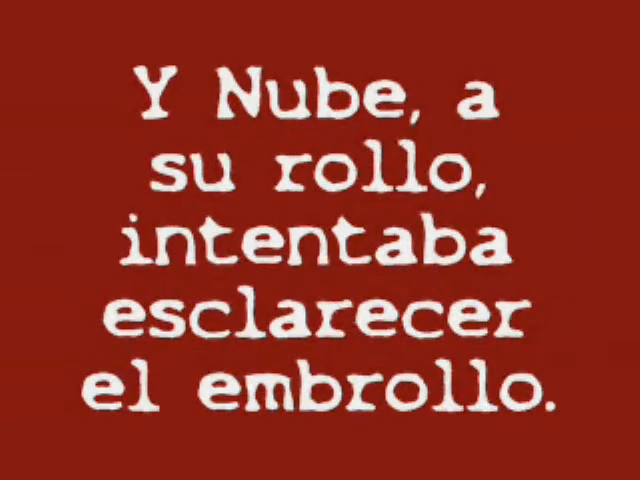 Y Nube, a
su rollo,
intentaba
esclarecer
el embrollo.